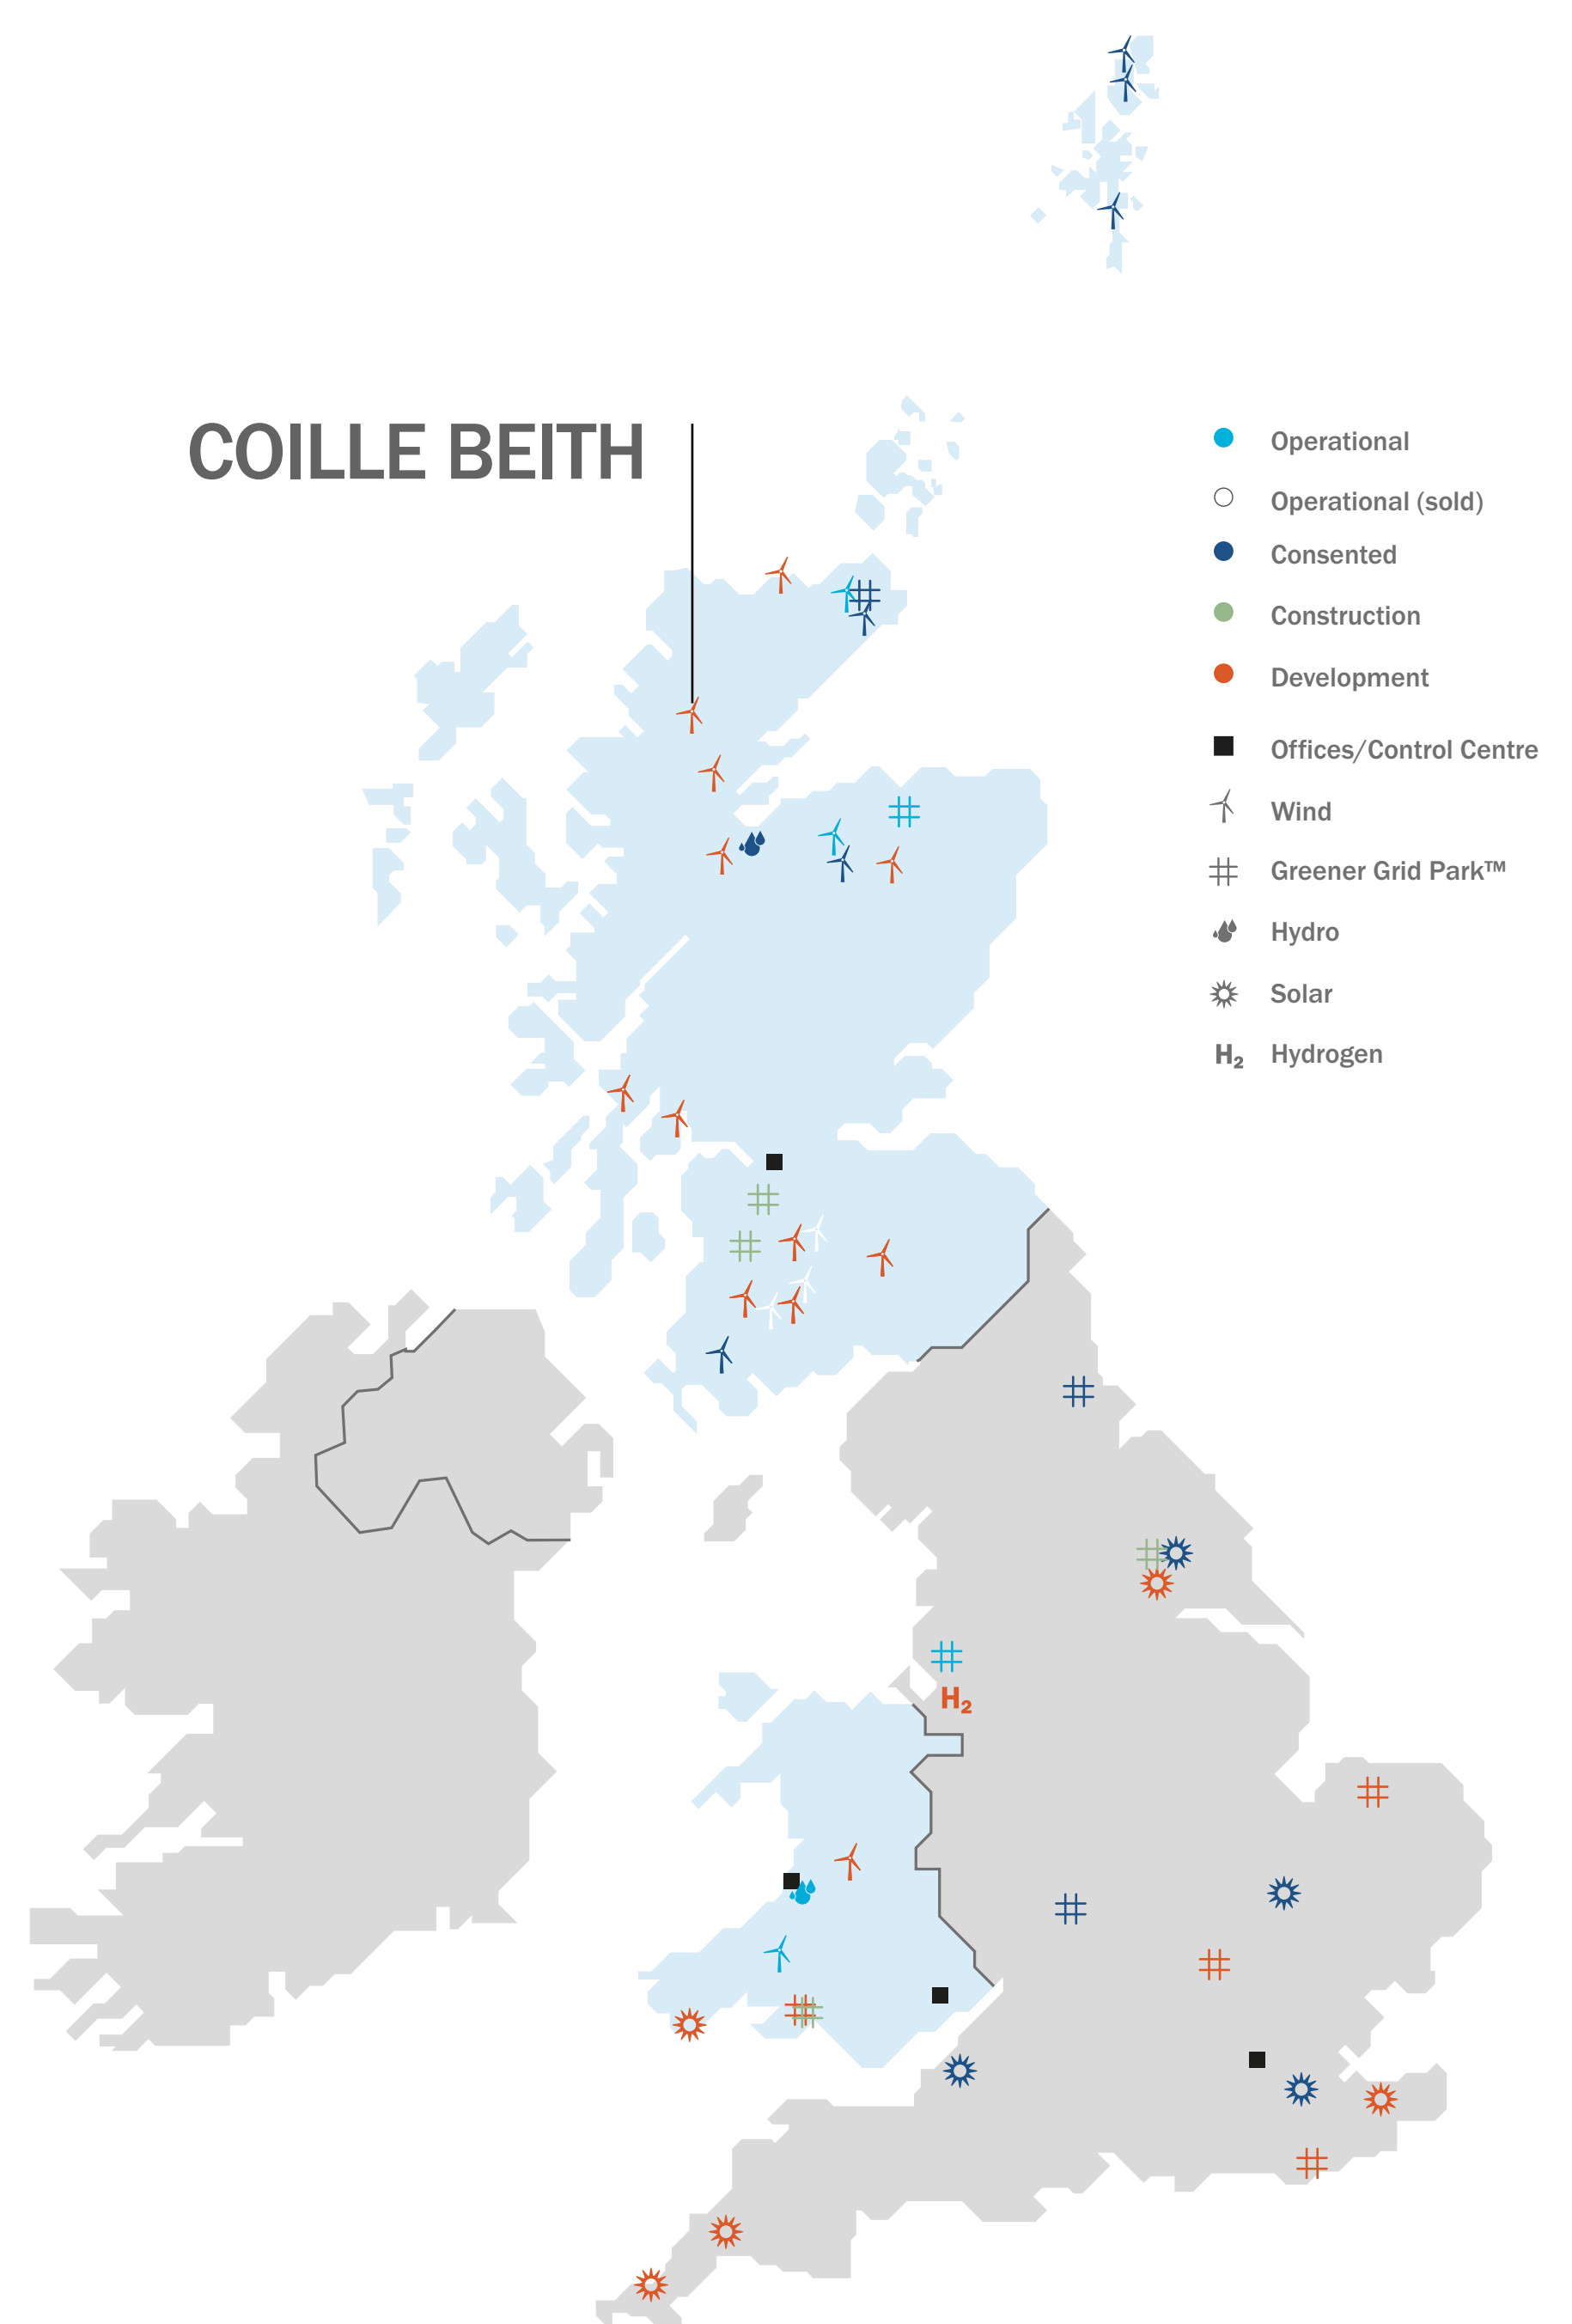 COILLE BEITH
Operational
Operational (sold)
Consented
Construction
Development
Offices/Control Centre
Wind
Greener Grid Park™
Hydro
Solar
H₂ Hydrogen
H₂